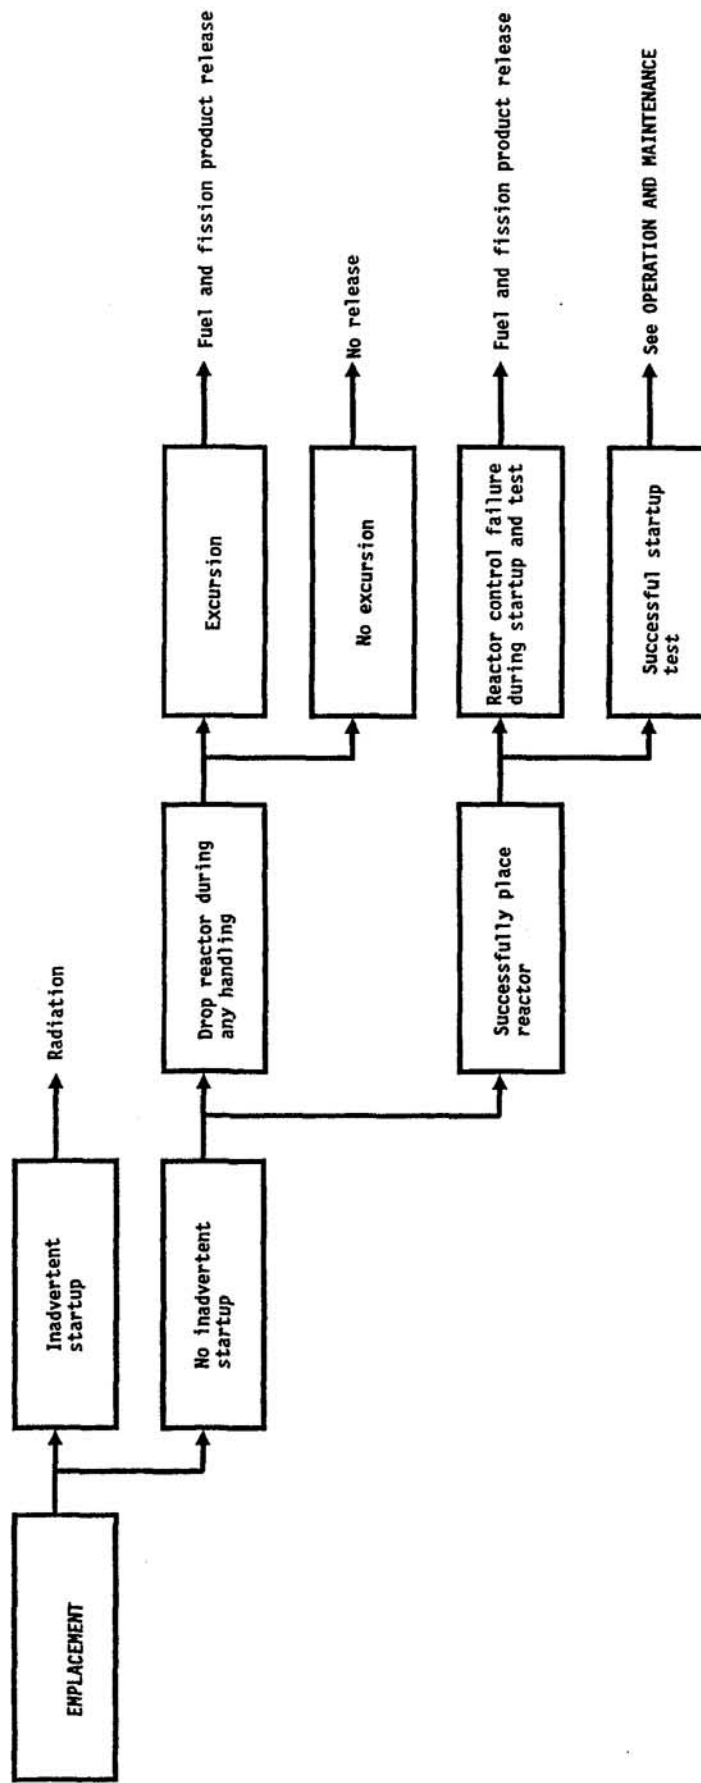 EMPLACEMENT
Inadvertent
startup
Radiation
No inadvertent
startup
Drop reactor during
any handling
Excursion
Fuel and fission product release
No excursion
No release
Successfully place
reactor
Reactor control failure
during startup and test
Fuel and fission product release
Successful startup
test
See OPERATION AND MAINTENANCE